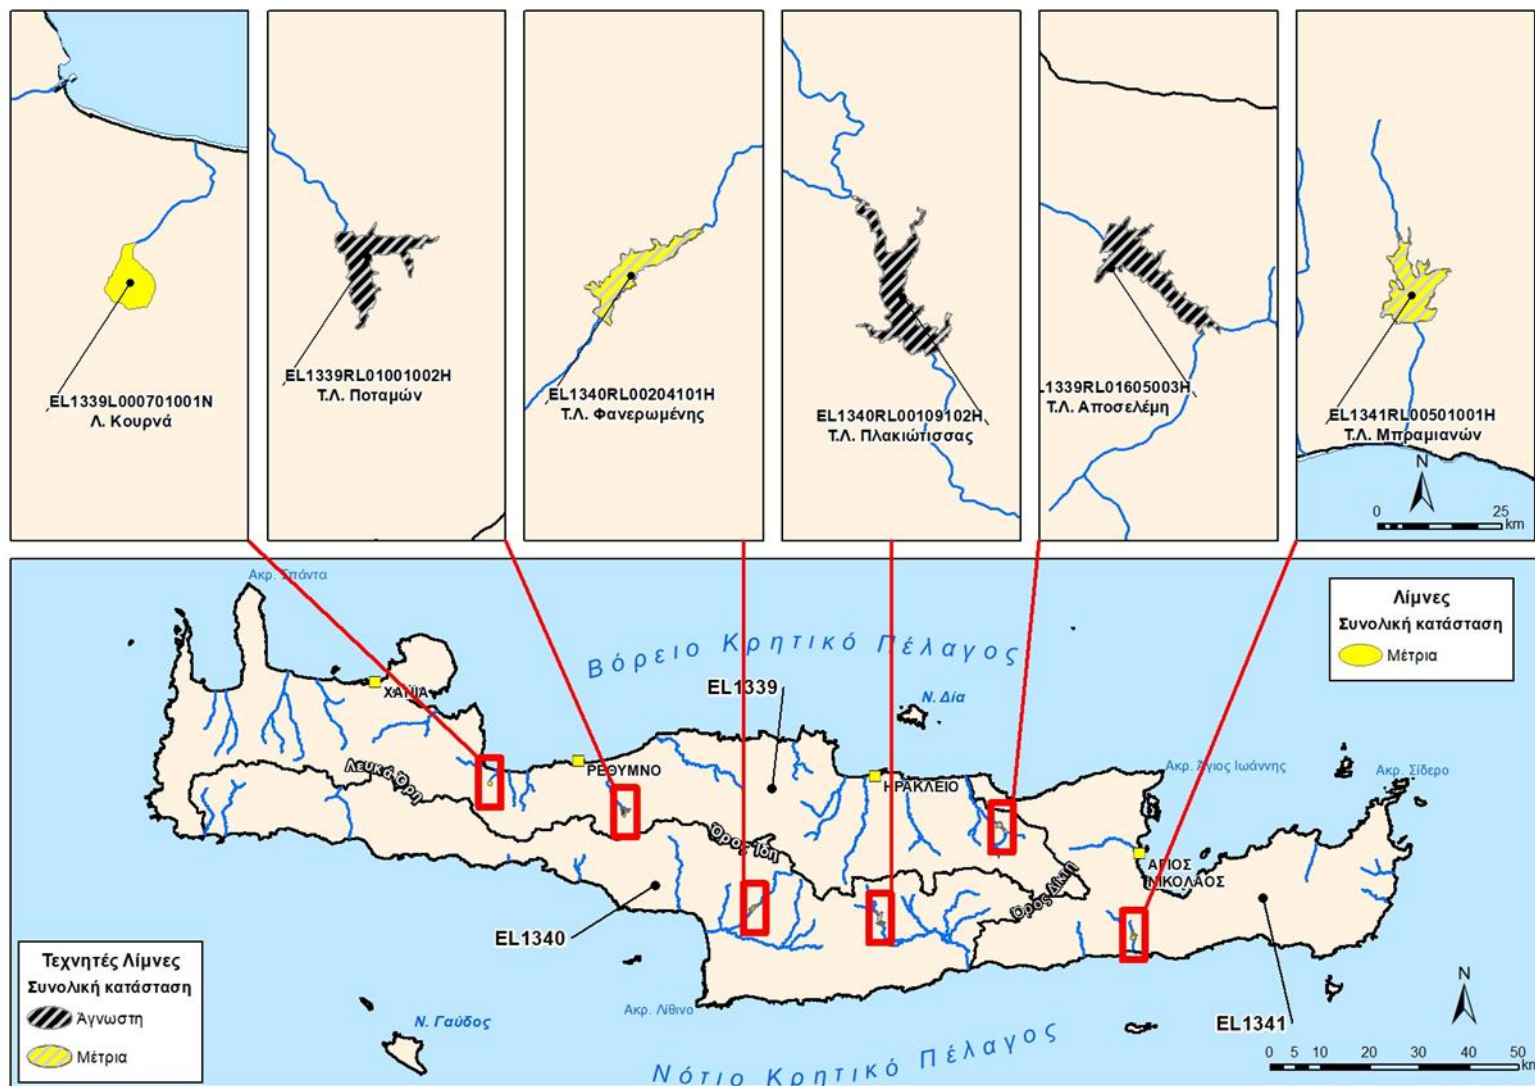 EL1339L000701001N
Λ. Κουρνά
EL1339RL01001002H
Τ.Λ. Ποταμών
EL1340RL00204101H
Τ.Λ. Φανερωμένης
EL1340RL00109102H
Τ.Λ. Πλακιώτισσας
L1339RL01605003H
Τ.Λ. Αποσελέμη
EL1341RL00501001H
Τ.Λ. Μπραμιανών
N
0 25
km
Ακρ. Σπάντα
Βόρειο Κρητικό Πέλαγος
Λίμνες
Συνολική κατάσταση
Μέτρια
ΧΑΝΙΑ
EL1339
Ν. Δία
Λευκά Όρη
ΡΕΘΥΜΝΟ
ΗΡΑΚΛΕΙΟ
Ακρ. Άγιος Ιωάννης
Ακρ. Σίδερο
Όρος Ίδη
Όρος Δίκτη
ΑΓΙΟΣ
ΝΙΚΟΛΑΟΣ
EL1340
EL1341
Τεχνητές Λίμνες
Συνολική κατάσταση
Άγνωστη
Μέτρια
Ν. Γαύδος
Ακρ. Λίθινο
Νότιο Κρητικό Πέλαγος
N
0 5 10 20 30 40 50
km